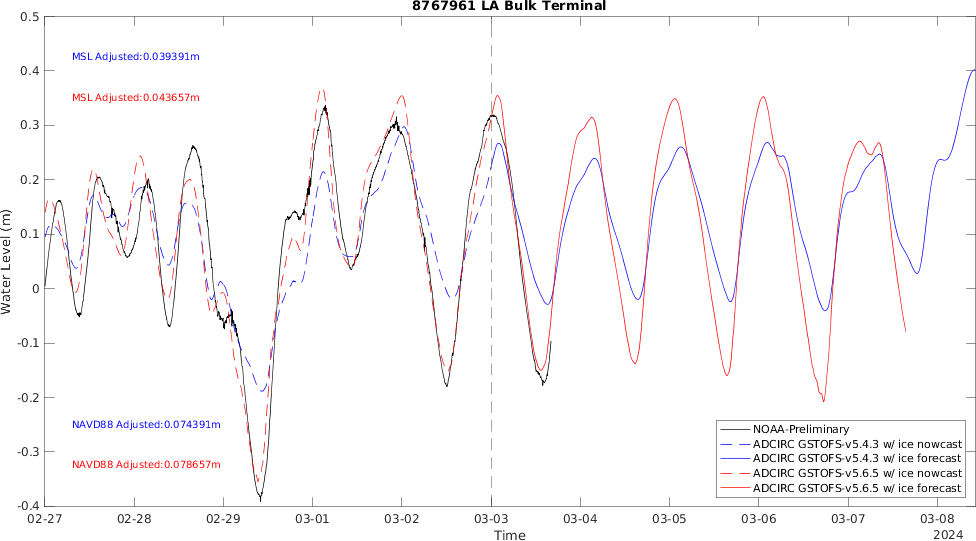 8767961 LA Bulk Terminal
0.5
MSL Adjusted:0.039391m
0.4
MSL Adjusted:0.043657m
0.3
0.2
0.1
Water Level (m)
0
-0.1
-0.2
NAVD88 Adjusted:0.074391m
-0.3
NAVD88 Adjusted:0.078657m
-0.4
NOAA-Preliminary
ADCIRC GSTOFS-v5.4.3 w/ ice nowcast
ADCIRC GSTOFS-v5.4.3 w/ ice forecast
ADCIRC GSTOFS-v5.6.5 w/ ice nowcast
ADCIRC GSTOFS-v5.6.5 w/ ice forecast
02-27 02-28 02-29 03-01 03-02 03-03 03-04 03-05 03-06 03-07 03-08
Time 2024